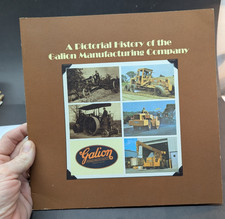 A Pictorial History of the
Galion Manufacturing Company
Galion